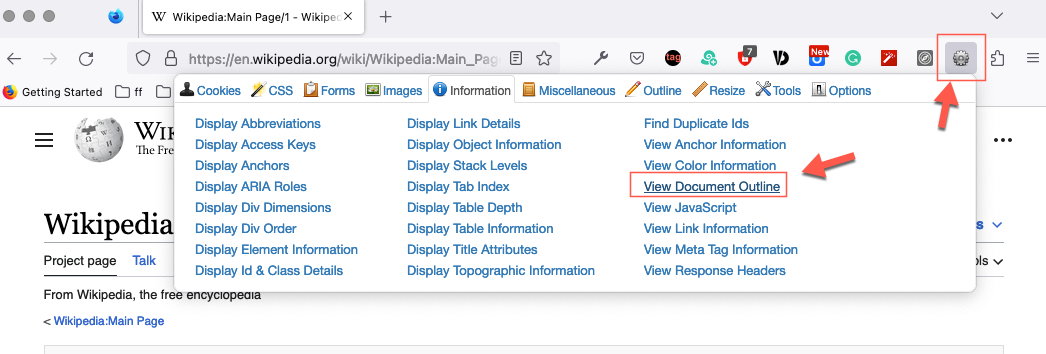 Wikipedia:Main Page/1 - Wikipe
https://en.wikipedia.org/wiki/Wikipedia:Main_Pag
tag
7
New
Getting Started
ff
Cookies CSS Forms Images Information Miscellaneous Outline Resize Tools Options
Display Abbreviations Display Link Details Find Duplicate Ids
Display Access Keys Display Object Information View Anchor Information
Display Anchors Display Stack Levels View Color Information
Display ARIA Roles Display Tab Index View Document Outline
Display Div Dimensions Display Table Depth View JavaScript
Display Div Order Display Table Information View Link Information
Display Element Information Display Title Attributes View Meta Tag Information
Display Id & Class Details Display Topographic Information View Response Headers
WIK
The Free
Wikipedia
s
Project page Talk
ols
From Wikipedia, the free encyclopedia
< Wikipedia:Main Page